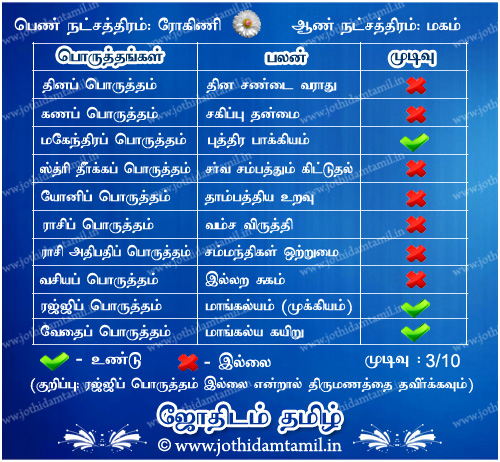 பெண் நட்சத்திரம்: ரோகிணி ஆண் நட்சத்திரம்: மகம்
பொருத்தங்கள் பலன் முடிவு
தினப் பொருத்தம் தின சண்டை வராது
கணப் பொருத்தம் சகிப்பு தன்மை
மகேந்திரப் பொருத்தம் புத்திர பாக்கியம்
ஸ்த்ரி தீர்க்கப் பொருத்தம் சர்வ சம்பத்தும் கிட்டுதல்
யோனிப் பொருத்தம் தாம்பத்திய உறவு
ராசிப் பொருத்தம் வம்ச விருத்தி
ராசி அதிபதிப் பொருத்தம் சம்மந்திகள் ஒற்றுமை
வசியப் பொருத்தம் இல்லற சுகம்
ரஜ்ஜிப் பொருத்தம் மாங்கல்யம் (முக்கியம்)
வேதைப் பொருத்தம் மாங்கல்ய கயிறு
- உண்டு - இல்லை முடிவு : 3/10
(குறிப்பு: ரஜ்ஜிப் பொருத்தம் இல்லை என்றால் திருமணத்தை தவிர்க்கவும்)
ஜோதிடம் தமிழ்
© www.jothidamtamil.in